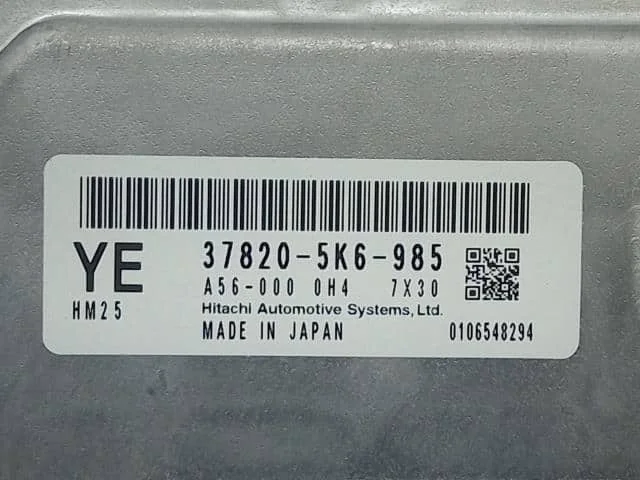 YE 37820-5K6-985
A56-000 0H4 7X30
HM25 Hitachi Automotive Systems, Ltd.
MADE IN JAPAN 0106548294